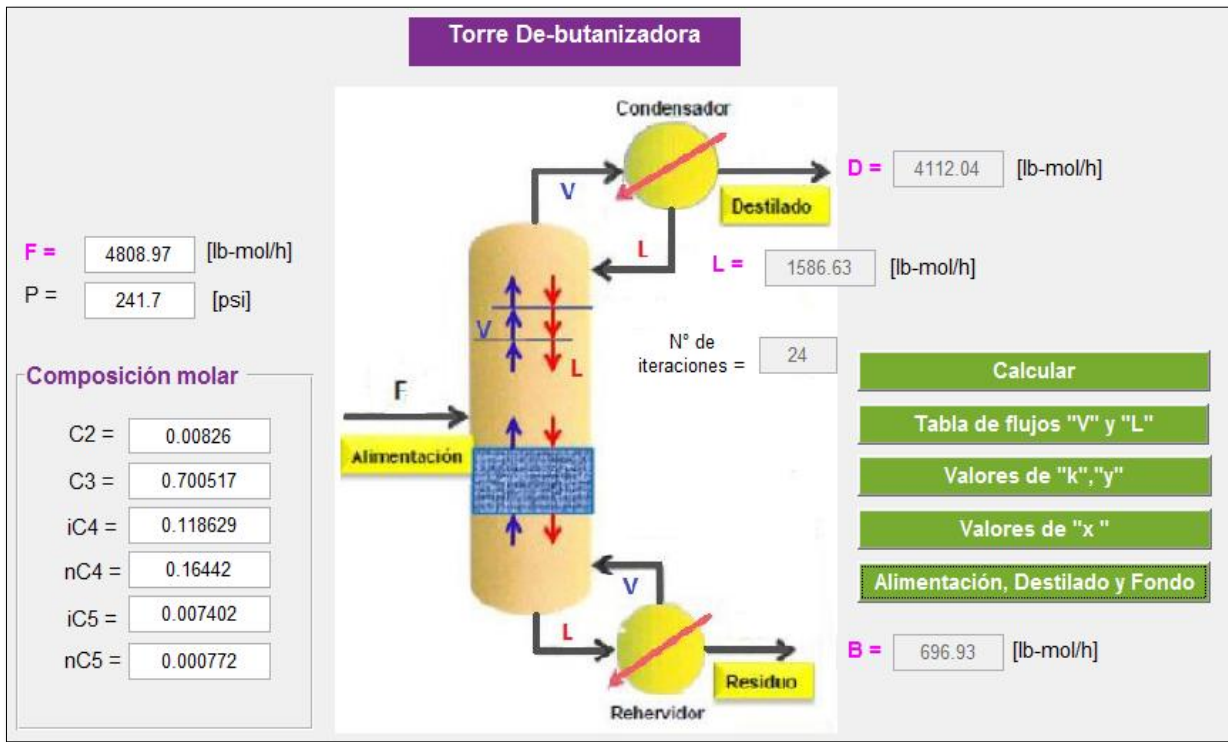 Torre De-butanizadora
Condensador
D = 4112.04 [lb-mol/h]
V
Destilado
F = 4808.97 [lb-mol/h]
L
L = 1586.63 [lb-mol/h]
P = 241.7 [psi]
V
N° de
iteraciones = 24
L
Composición molar
Calcular
F
C2 = 0.00826
Tabla de flujos "V" y "L"
Alimentación
C3 = 0.700517
Valores de "k","y"
iC4 = 0.118629
Valores de "x "
nC4 = 0.16442
Alimentación, Destilado y Fondo
V
iC5 = 0.007402
L
B = 696.93 [lb-mol/h]
nC5 = 0.000772
Residuo
Rehervidor